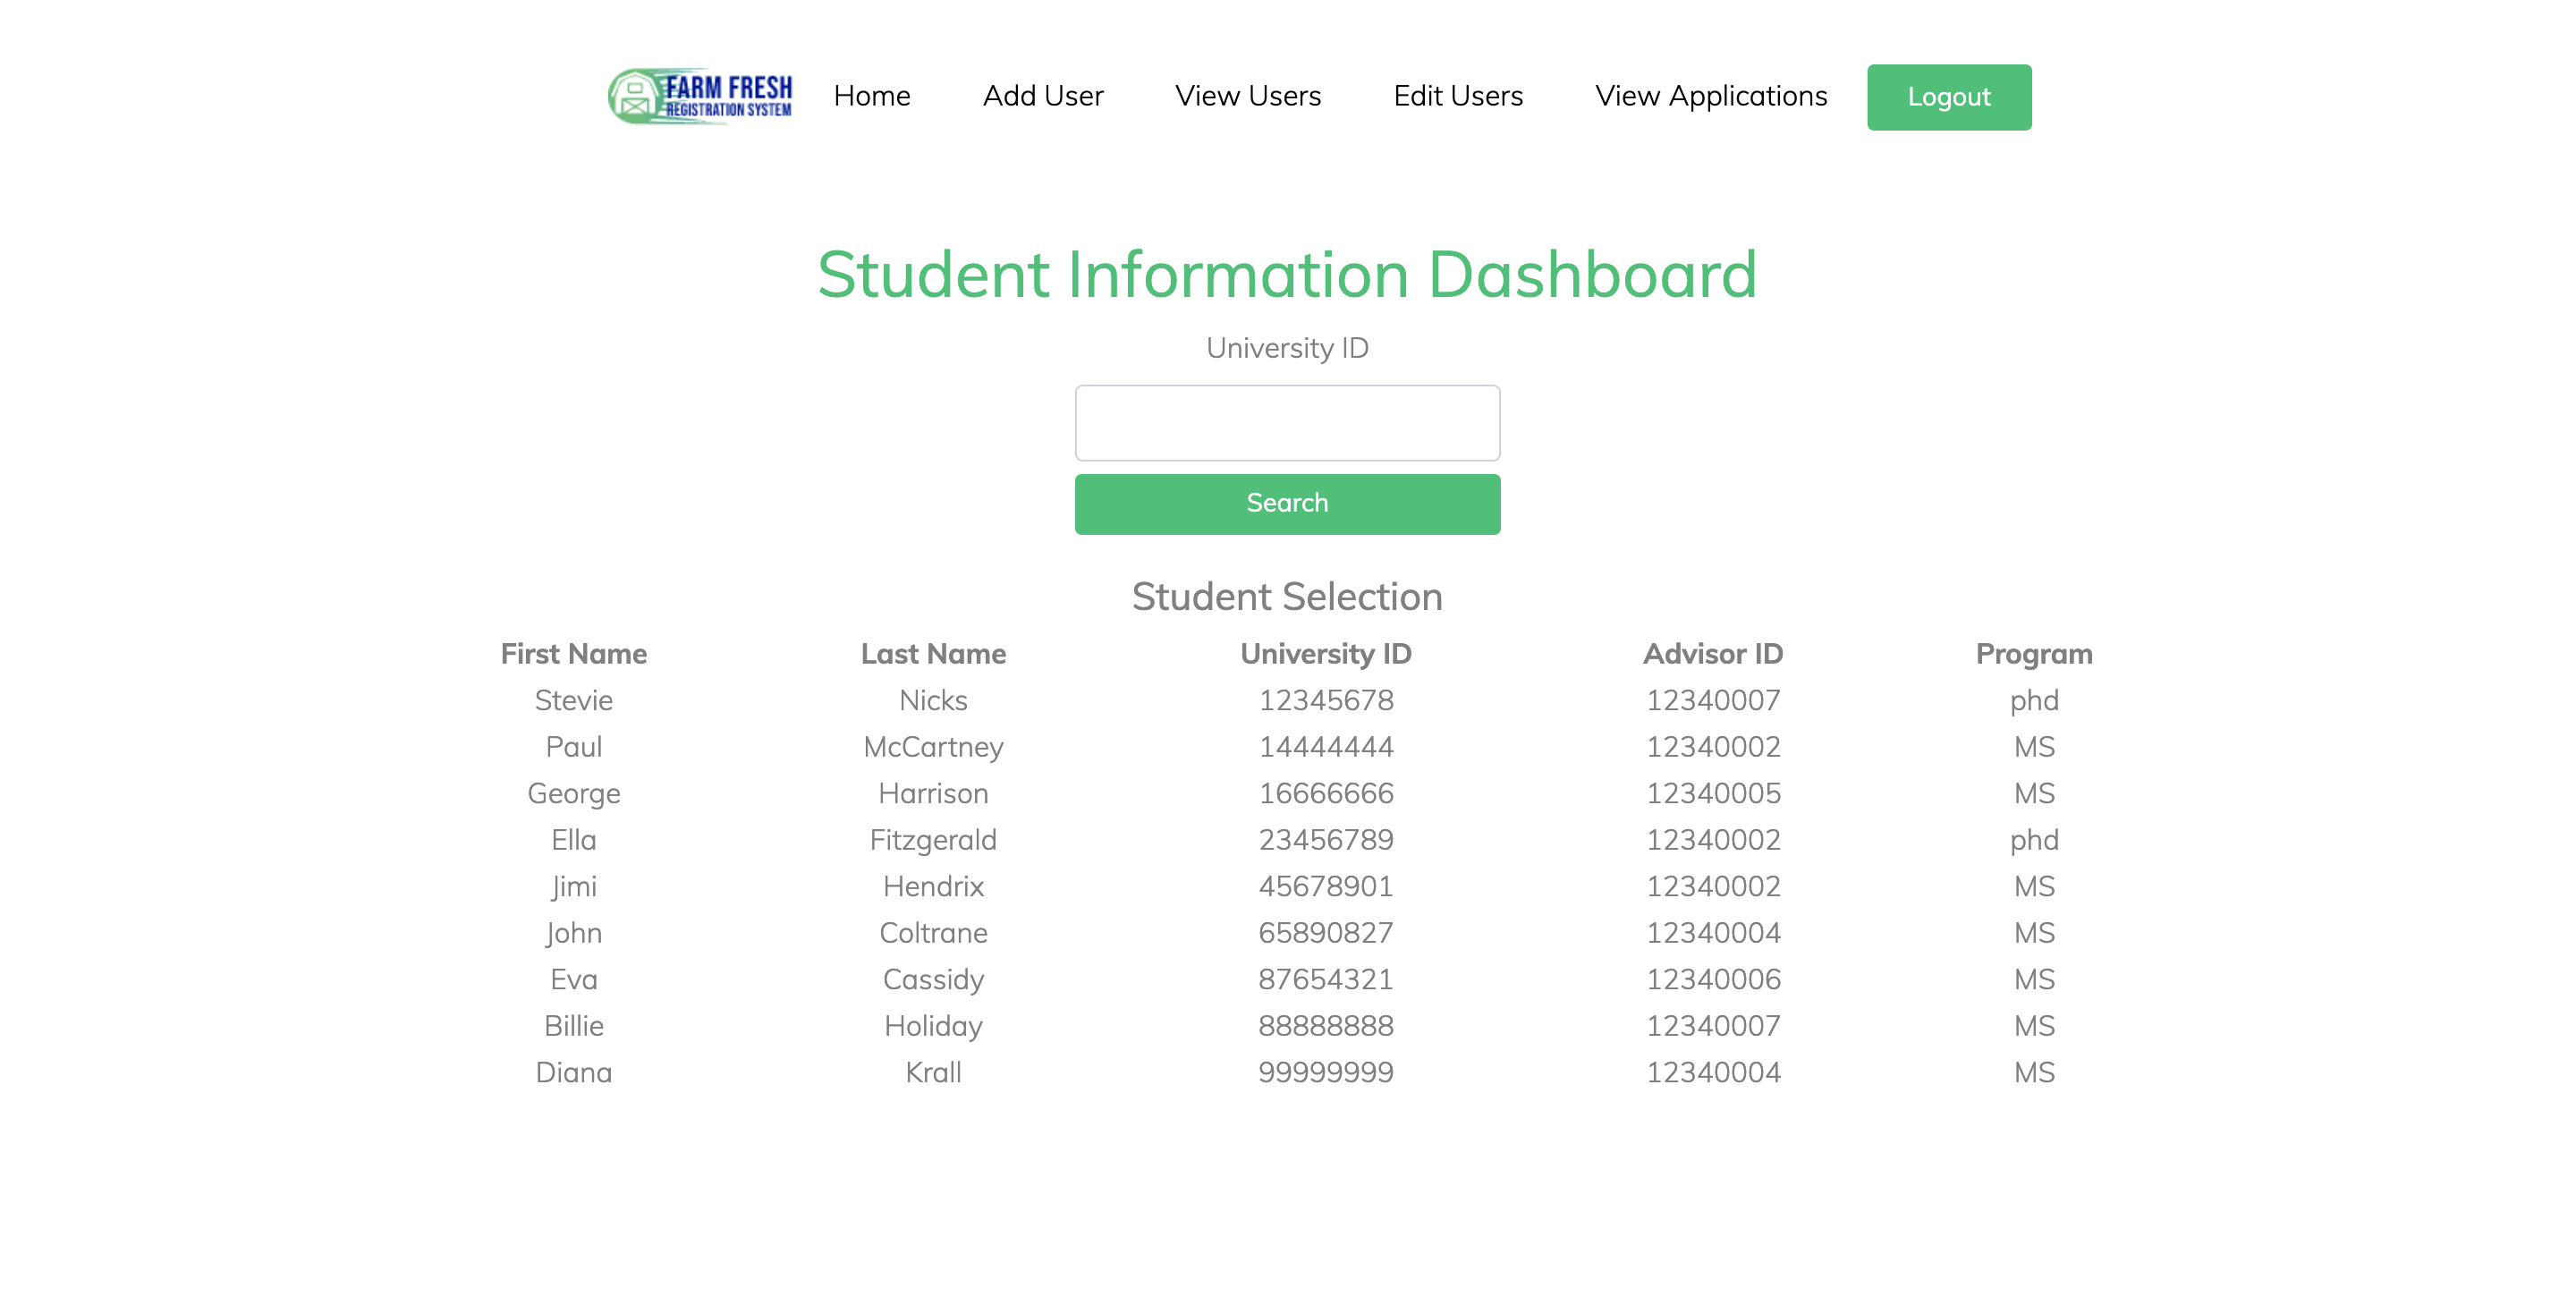 FARM FRESH
REGISTRATION SYSTEM
Home Add User View Users Edit Users View Applications Logout
Student Information Dashboard
University ID
Search
Student Selection
First Name Last Name University ID Advisor ID Program
Stevie Nicks 12345678 12340007 phd
Paul McCartney 14444444 12340002 MS
George Harrison 16666666 12340005 MS
Ella Fitzgerald 23456789 12340002 phd
Jimi Hendrix 45678901 12340002 MS
John Coltrane 65890827 12340004 MS
Eva Cassidy 87654321 12340006 MS
Billie Holiday 88888888 12340007 MS
Diana Krall 99999999 12340004 MS